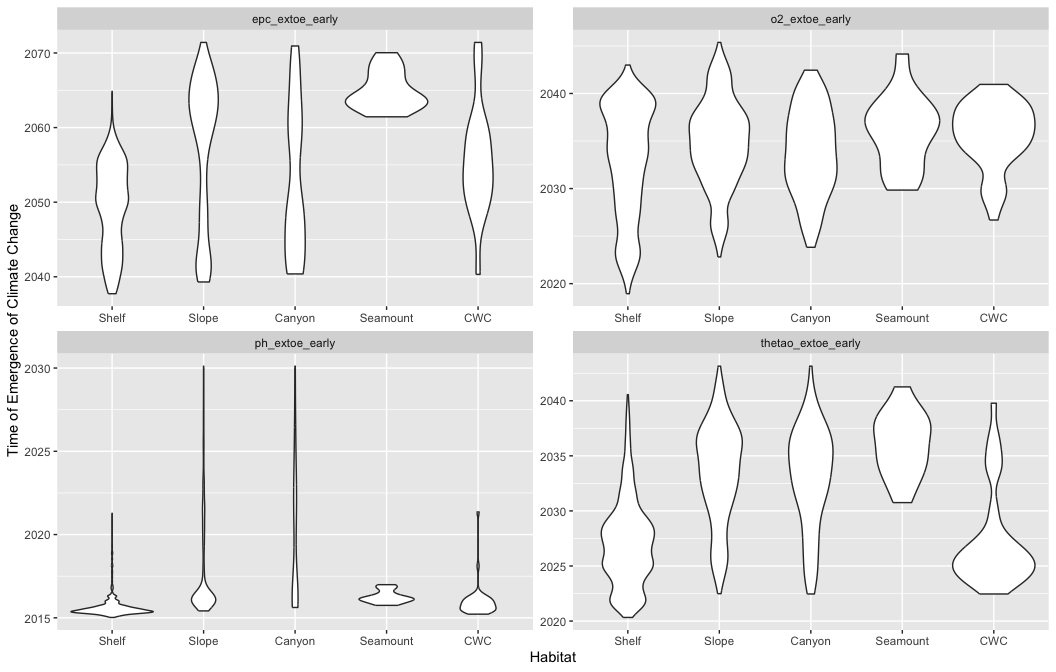 epc_extoe_early
o2_extoe_early
2070
2060
2050
2040
2040
2030
2020
Shelf Slope Canyon Seamount CWC
Shelf Slope Canyon Seamount CWC
ph_extoe_early
thetao_extoe_early
2030
2025
2020
2015
2040
2035
2030
2025
2020
Shelf Slope Canyon Seamount CWC
Shelf Slope Canyon Seamount CWC
Time of Emergence of Climate Change
Habitat